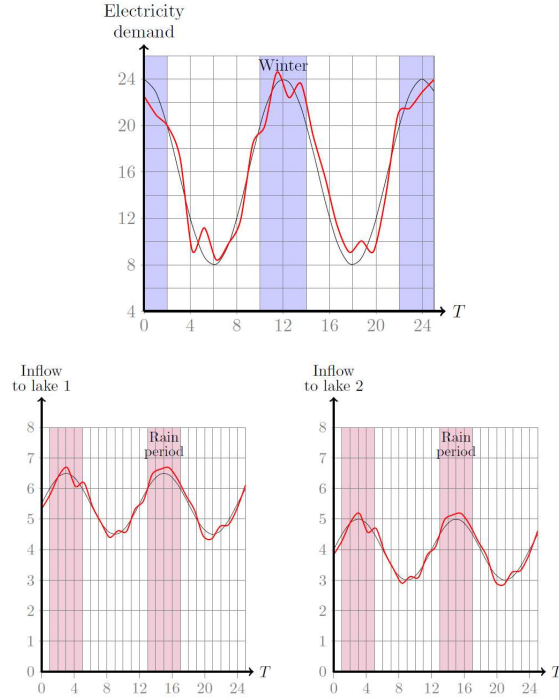 Electricity
demand
Winter
24
20
16
12
8
4
0 4 8 12 16 20 24 T
Inflow
to lake 1
8
Rain
period
7
6
5
4
3
2
1
0
0 4 8 12 16 20 24 T
Inflow
to lake 2
8
Rain
period
7
6
5
4
3
2
1
0
0 4 8 12 16 20 24 T